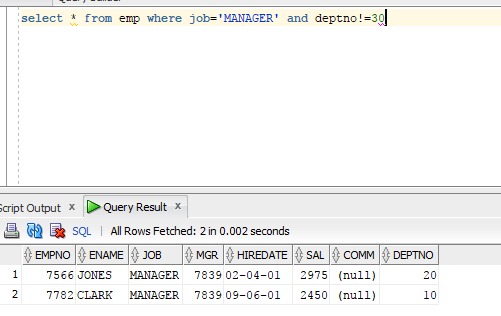 select * from emp where job='MANAGER' and deptno!=30
Script Output x Query Result x
SQL | All Rows Fetched: 2 in 0.002 seconds
EMPNO ENAME JOB MGR HIREDATE SAL COMM DEPTNO
1 7566 JONES MANAGER 7839 02-04-01 2975 (null) 20
2 7782 CLARK MANAGER 7839 09-06-01 2450 (null) 10